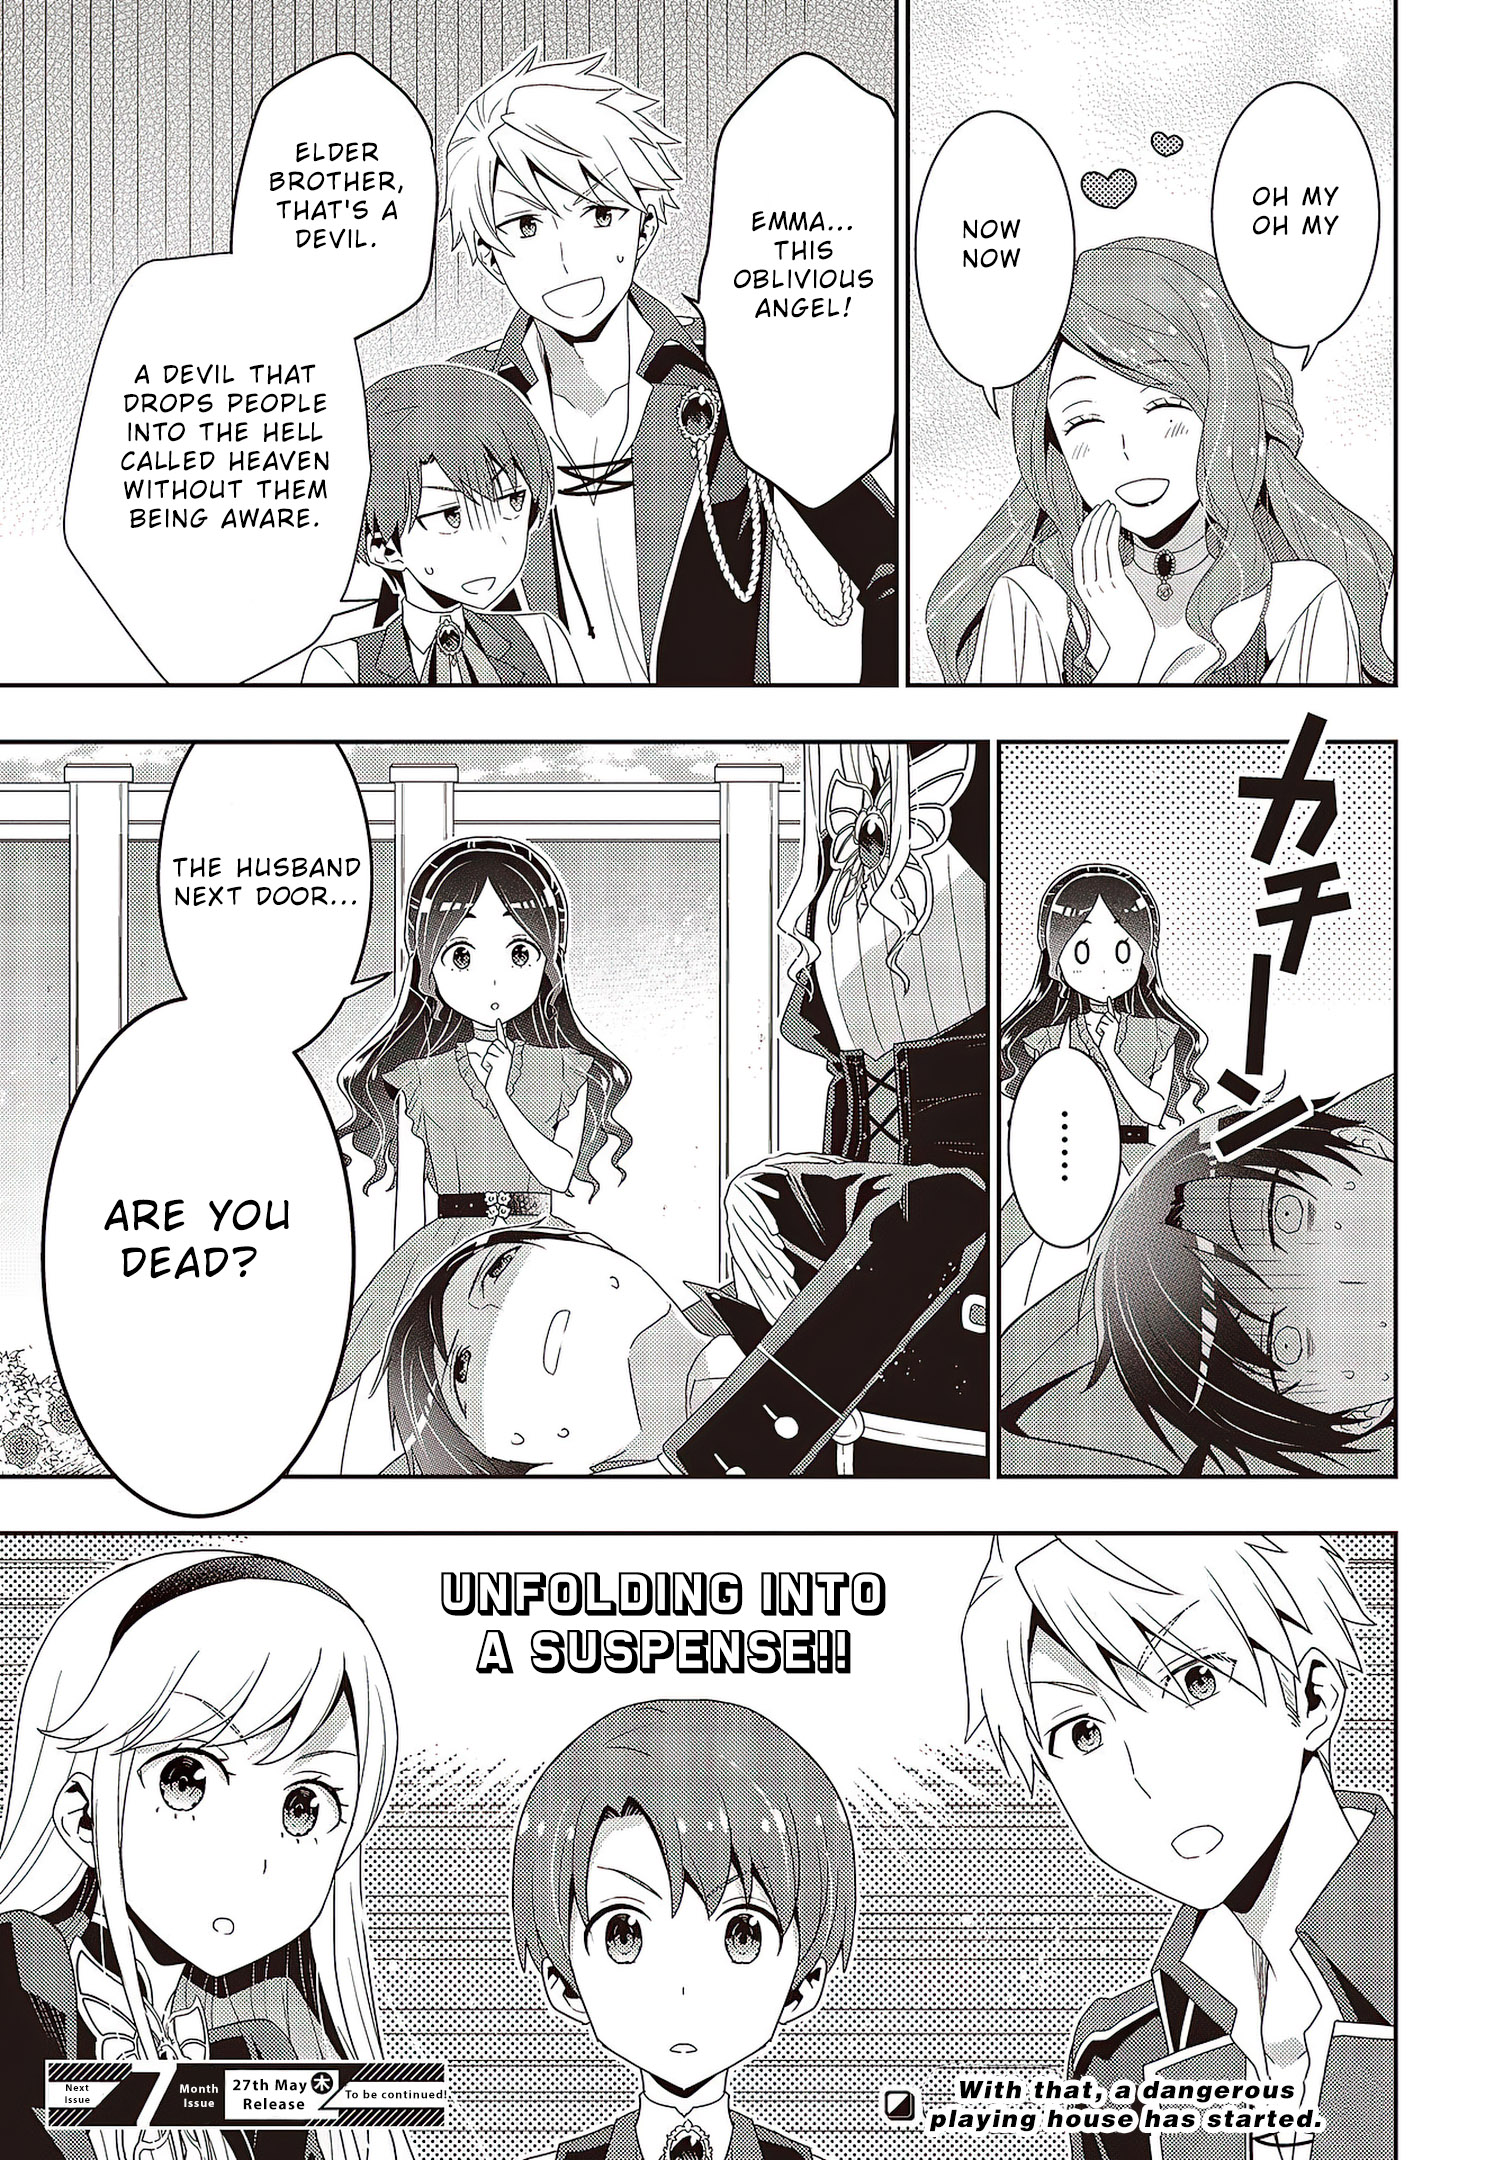 OH MY
OH MY
NOW
NOW
EMMA...
THIS
OBLIVIOUS
ANGEL!
ELDER
BROTHER,
THAT'S A
DEVIL.
A DEVIL THAT
DROPS PEOPLE
INTO THE HELL
CALLED HEAVEN
WITHOUT THEM
BEING AWARE.
カチーン
......
THE HUSBAND
NEXT DOOR...
ARE YOU
DEAD?
UNFOLDING INTO
A SUSPENSE!!
With that, a dangerous
playing house has started.
Next
Issue
7
Month
Issue
27th May 木
Release
To be continued!